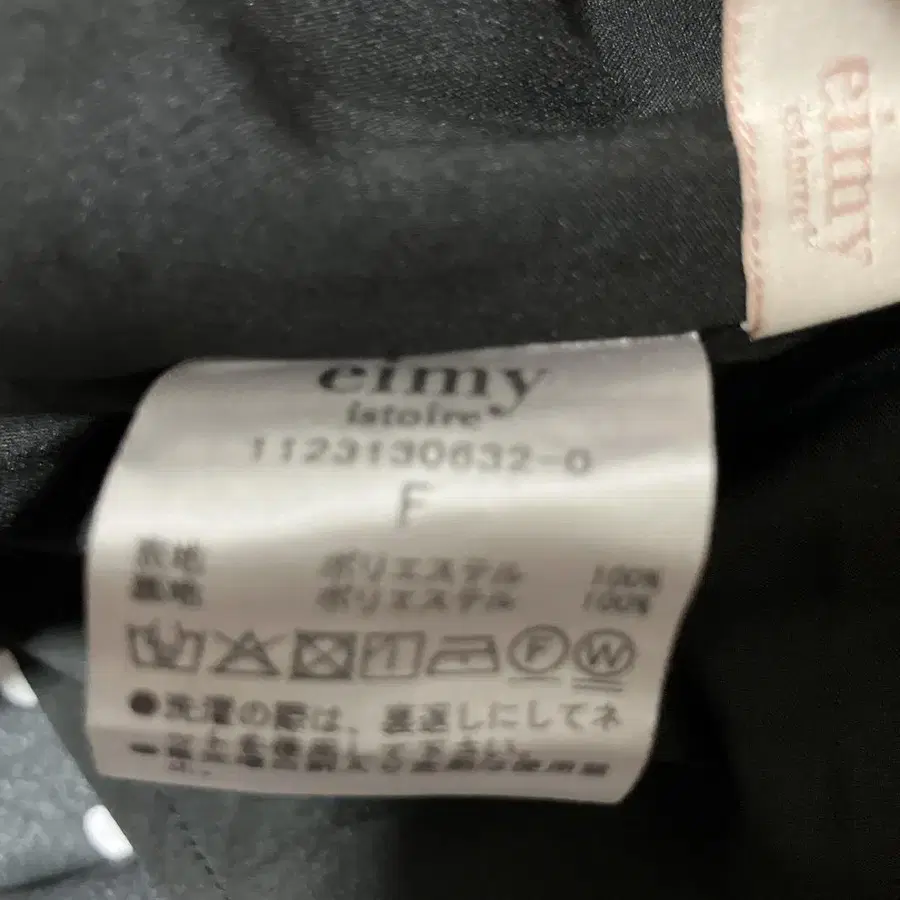 eimy
istoire
eimy
istoire
1123130632-0
F
表地 ポリエステル 100%
裏地 ポリエステル 100%
F
W
●洗濯の際は、裏返しにしてネ